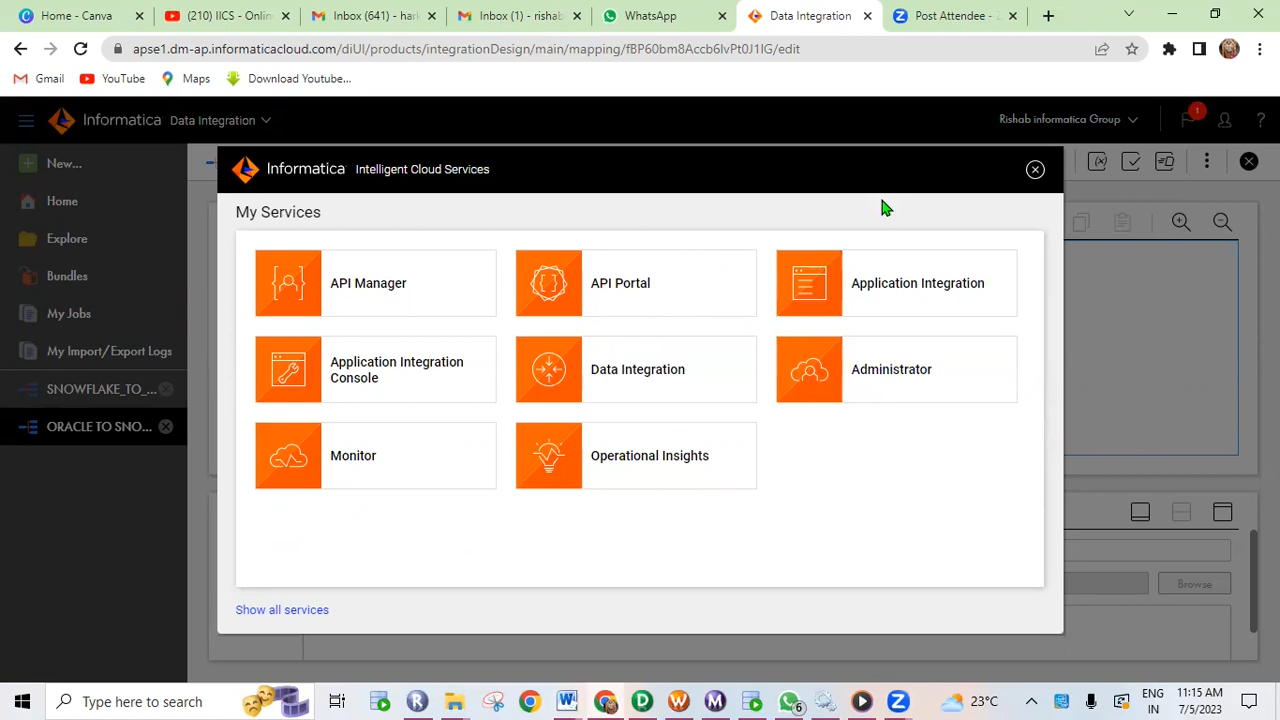 Home - Canva
(210) IICS - Onlin
Inbox (641) - hark
Inbox (1) - rishab
WhatsApp
Data Integration
Post Attendee - Z
apse1.dm-ap.informaticacloud.com/diUI/products/integrationDesign/main/mapping/fBP60bm8Accb6lvPt0J1IG/edit
Gmail
YouTube
Maps
Download Youtube...
Informatica
Data Integration
Rishab informatica Group
1
?
New...
Home
Explore
Bundles
My Jobs
My Import/Export Logs
SNOWFLAKE_TO_...
ORACLE TO SNO...
Informatica Intelligent Cloud Services
My Services
API Manager
API Portal
Application Integration
Application Integration
Console
Data Integration
Administrator
Monitor
Operational Insights
Show all services
Browse
Type here to search
6
23°C
ENG
IN
11:15 AM
7/5/2023